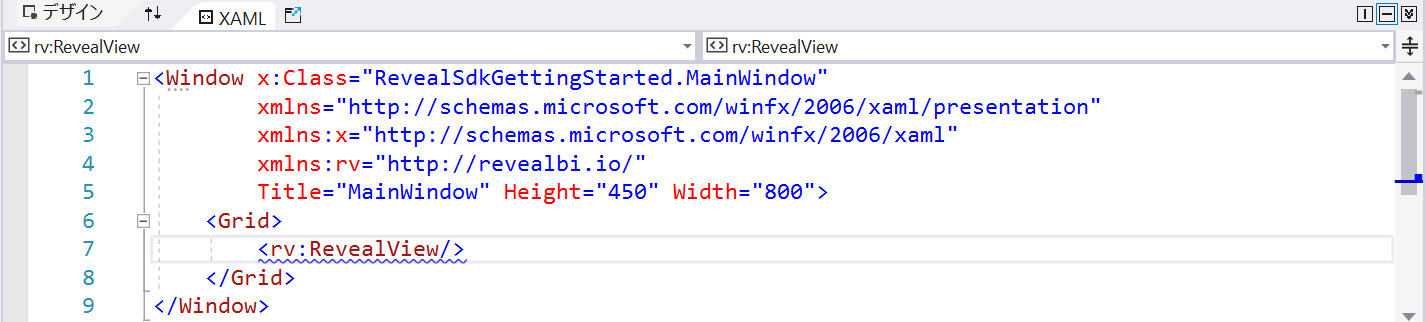 デザイン XAML
rv:RevealView rv:RevealView
1 <Window x:Class="RevealSdkGettingStarted.MainWindow"
2 xmlns="http://schemas.microsoft.com/winfx/2006/xaml/presentation"
3 xmlns:x="http://schemas.microsoft.com/winfx/2006/xaml"
4 xmlns:rv="http://revealbi.io/"
5 Title="MainWindow" Height="450" Width="800">
6 <Grid>
7 <rv:RevealView/>
8 </Grid>
9 </Window>